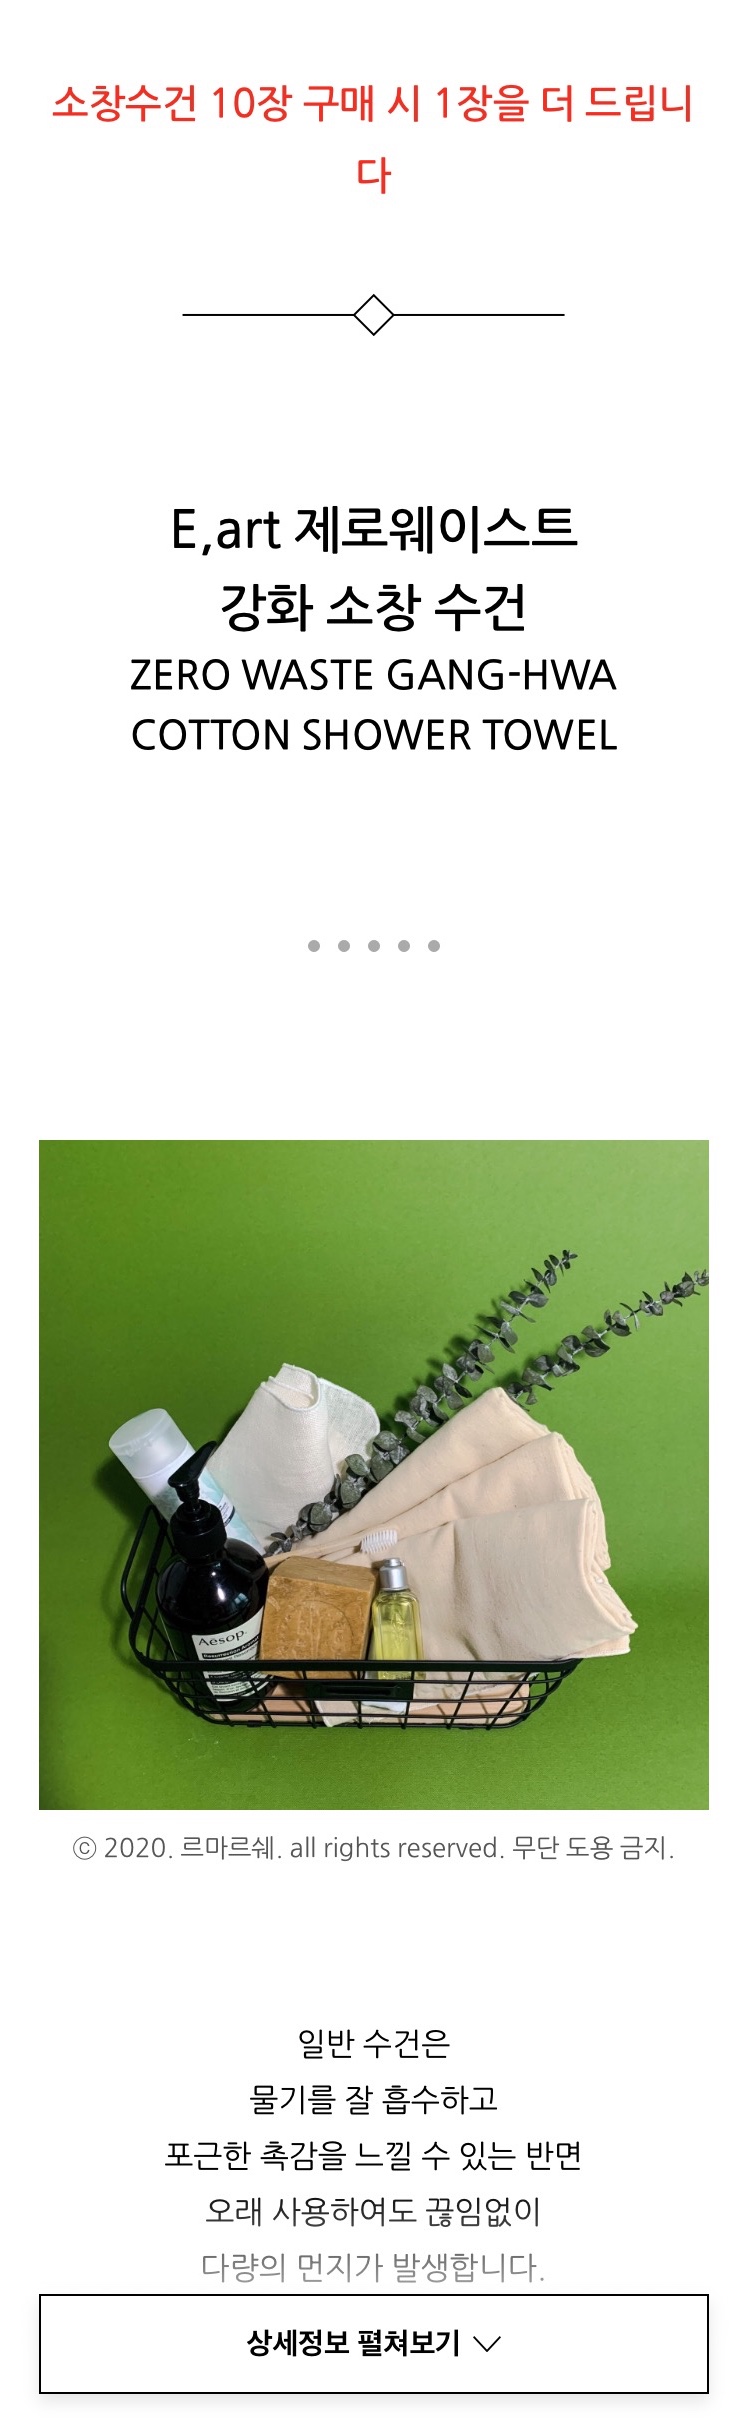 소창수건 10장 구매 시 1장을 더 드립니
다
E,art 제로웨이스트
강화 소창 수건
ZERO WASTE GANG-HWA
COTTON SHOWER TOWEL
Aēsop.
ⓒ 2020. 르마르쉐. all rights reserved. 무단 도용 금지.
일반 수건은
물기를 잘 흡수하고
포근한 촉감을 느낄 수 있는 반면
오래 사용하여도 끊임없이
다량의 먼지가 발생합니다.
상세정보 펼쳐보기